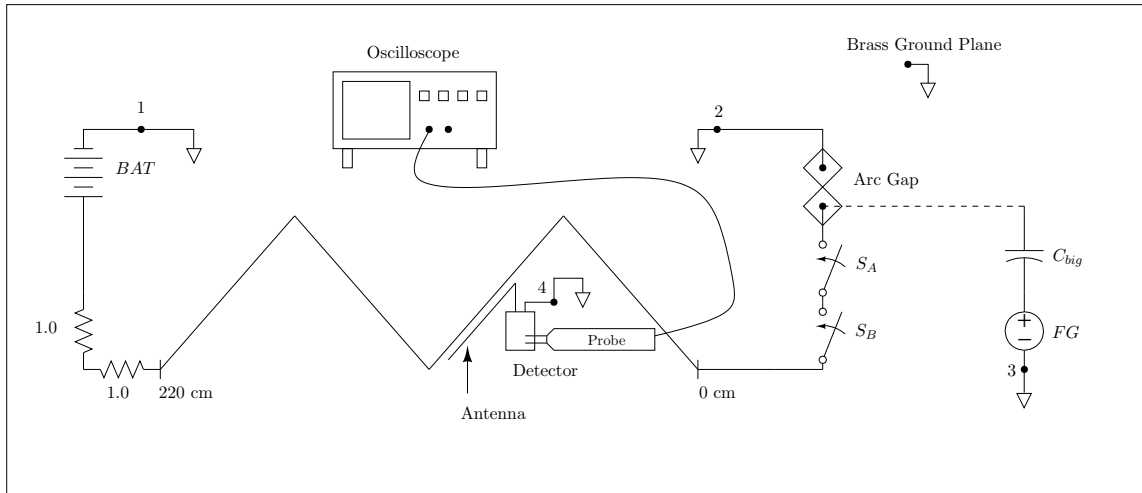 Brass Ground Plane
Oscilloscope
1
2
BAT
Arc Gap
S_A
C_big
4
1.0
S_B
FG
Probe
3
Detector
1.0
220 cm
0 cm
Antenna